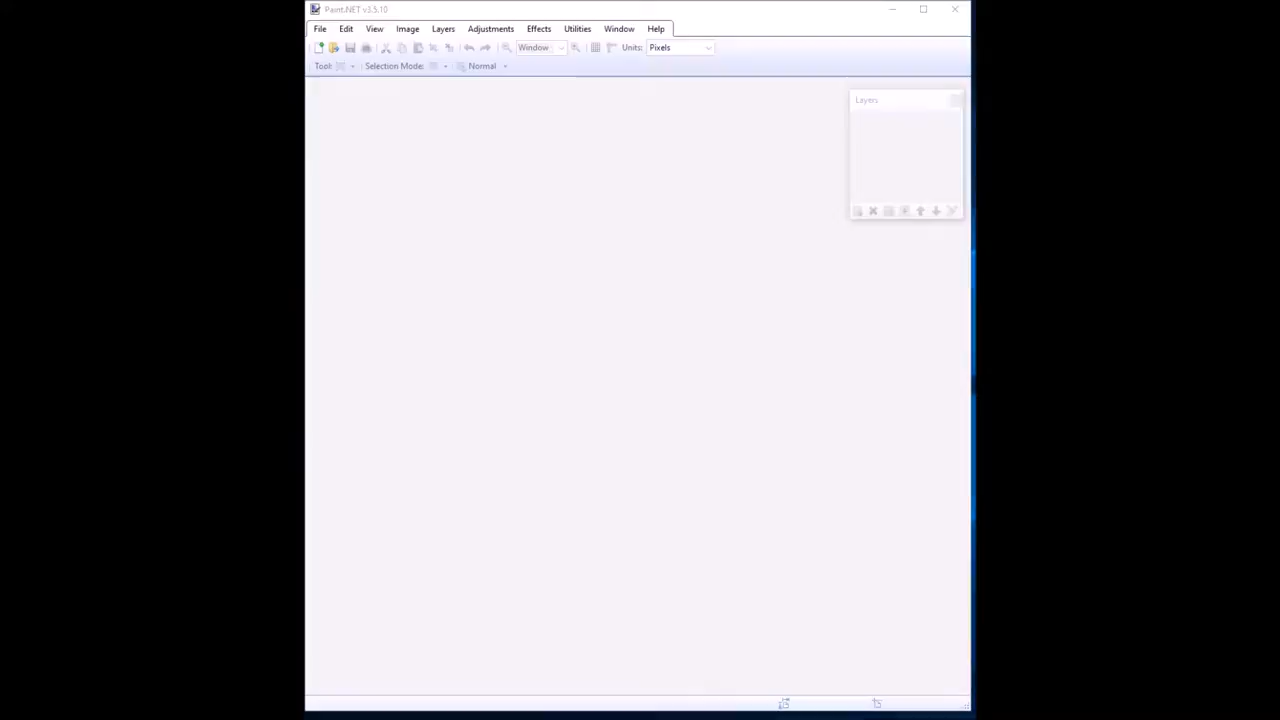 Paint.NET v3.5.10
File Edit View Image Layers Adjustments Effects Utilities Window Help
Window Units: Pixels
Tool: Selection Mode: Normal
Layers